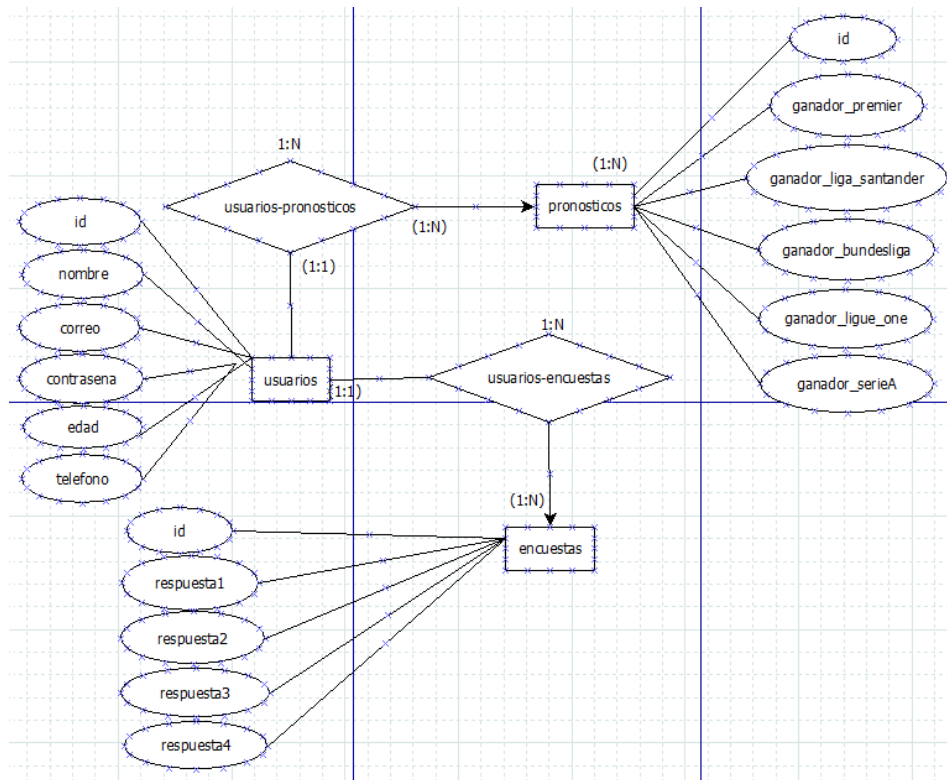 id
ganador_premier
1:N
(1:N)
ganador_liga_santander
usuarios-pronosticos
pronosticos
id
(1:N)
ganador_bundesliga
(1:1)
nombre
ganador_ligue_one
correo
1:N
contrasena
usuarios
usuarios-encuestas
ganador_serieA
1:1)
edad
telefono
(1:N)
id
encuestas
respuesta1
respuesta2
respuesta3
respuesta4